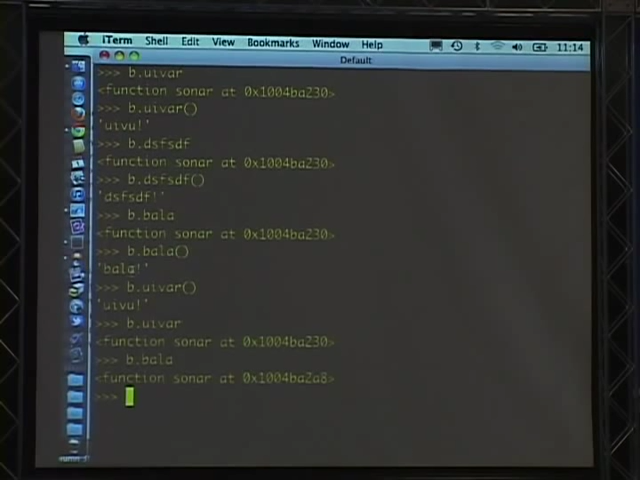 iTerm Shell Edit View Bookmarks Window Help 11:14
Default
>>> b.uivar
<function sonar at 0x1004ba230>
>>> b.uivar()
'uivu!'
>>> b.dsfsdf
<function sonar at 0x1004ba230>
>>> b.dsfsdf()
'dsfsdf!'
>>> b.bala
<function sonar at 0x1004ba230>
>>> b.bala()
'bala!'
>>> b.uivar()
'uivu!'
>>> b.uivar
<function sonar at 0x1004ba230>
>>> b.bala
<function sonar at 0x1004ba2a8>
>>>